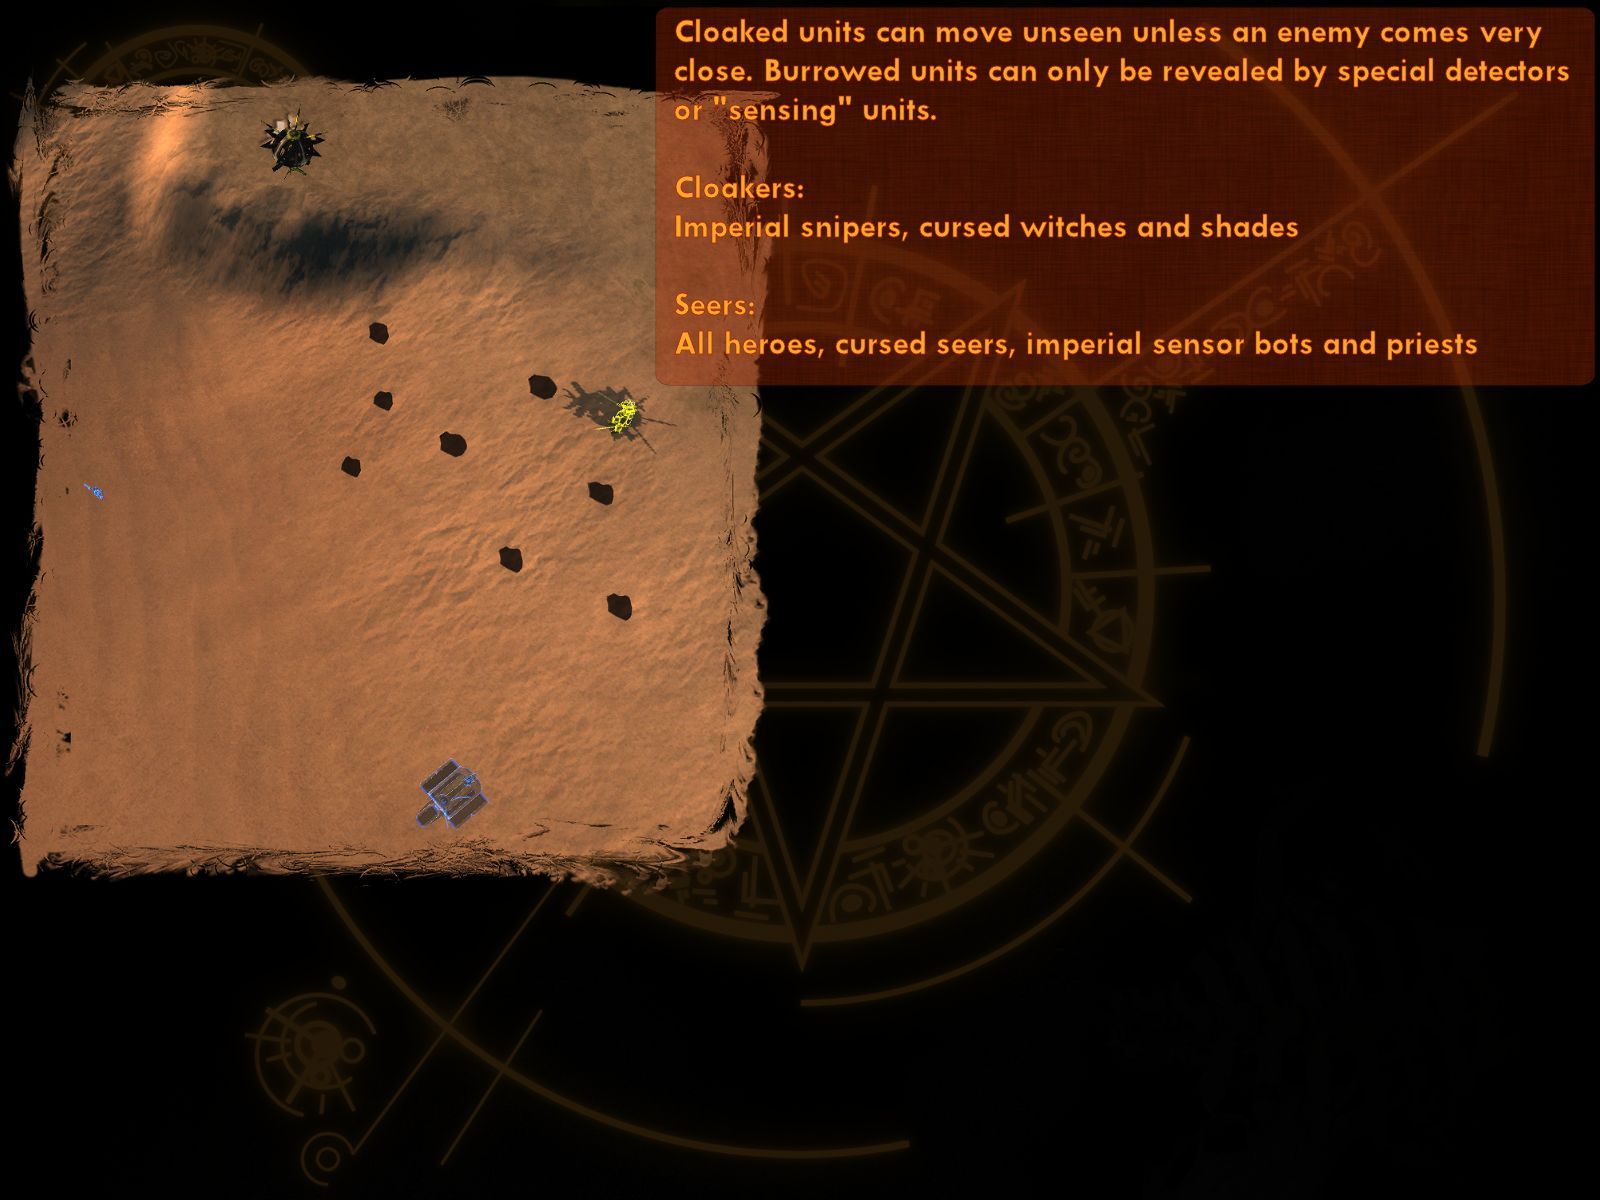 Cloaked units can move unseen unless an enemy comes very
close. Burrowed units can only be revealed by special detectors
or "sensing" units.
Cloakers:
Imperial snipers, cursed witches and shades
Seers:
All heroes, cursed seers, imperial sensor bots and priests